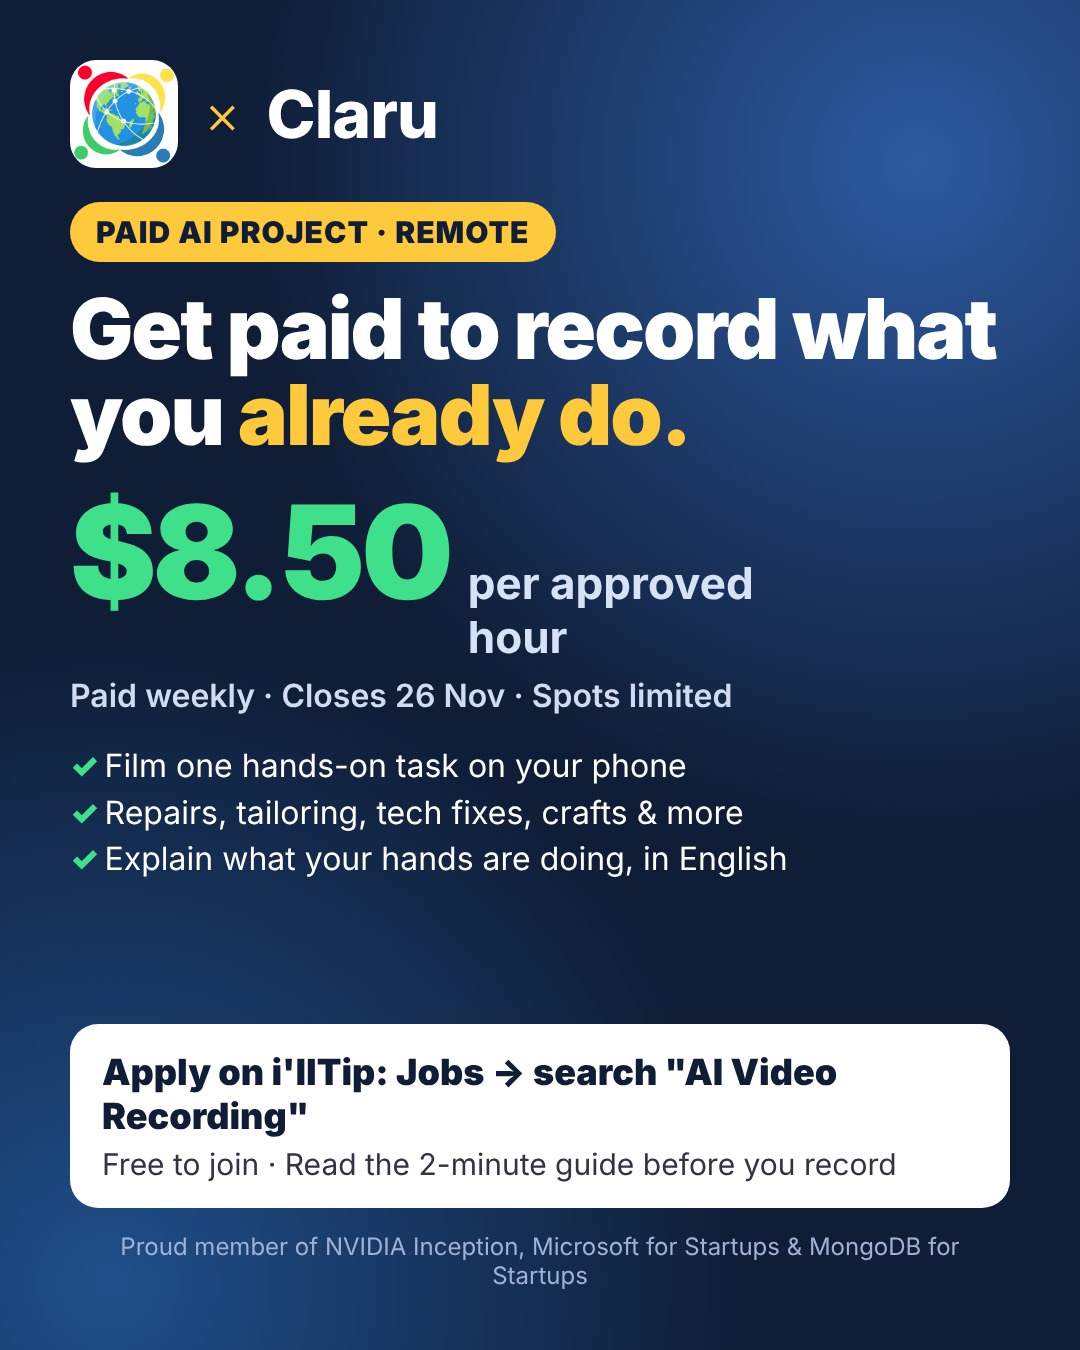 × Claru
PAID AI PROJECT · REMOTE
Get paid to record what
you already do.
$8.50 per approved
hour
Paid weekly · Closes 26 Nov · Spots limited
✔ Film one hands-on task on your phone
✔ Repairs, tailoring, tech fixes, crafts & more
✔ Explain what your hands are doing, in English
Apply on i'llTip: Jobs → search "AI Video
Recording"
Free to join · Read the 2-minute guide before you record
Proud member of NVIDIA Inception, Microsoft for Startups & MongoDB for
Startups